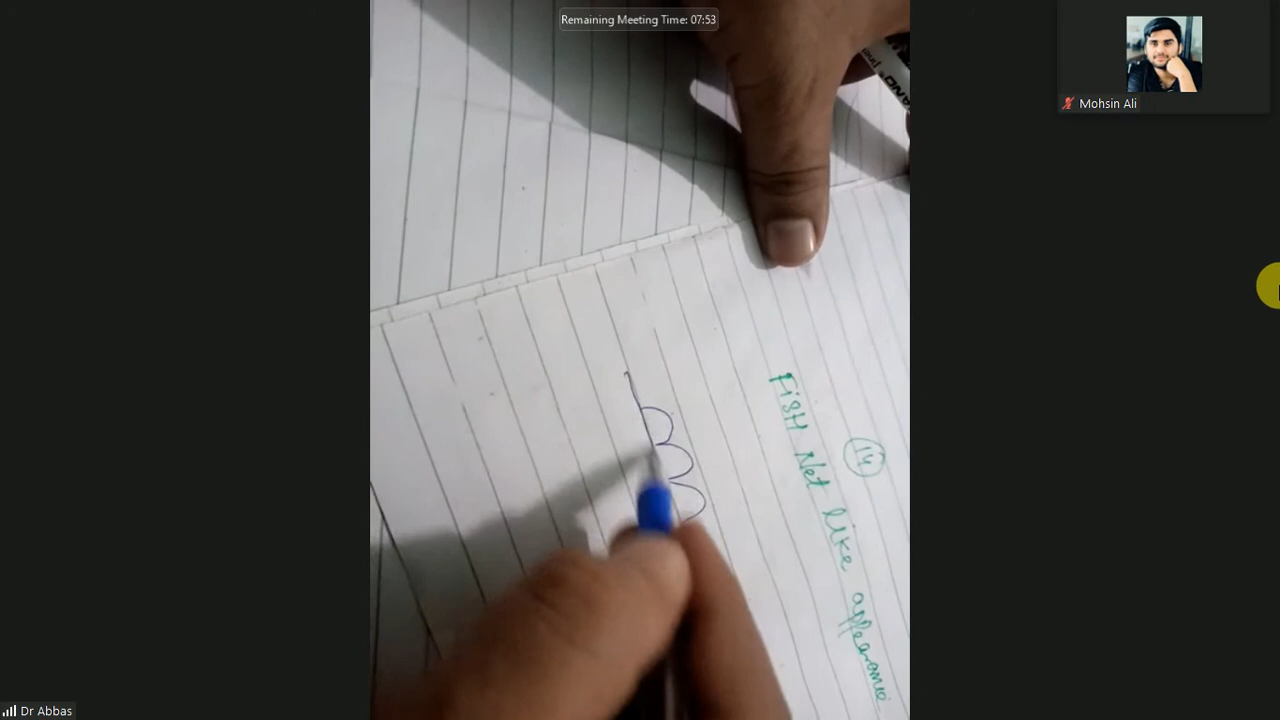 Remaining Meeting Time: 07:53
Mohsin Ali
14
FisH Net like appearance
Dr Abbas